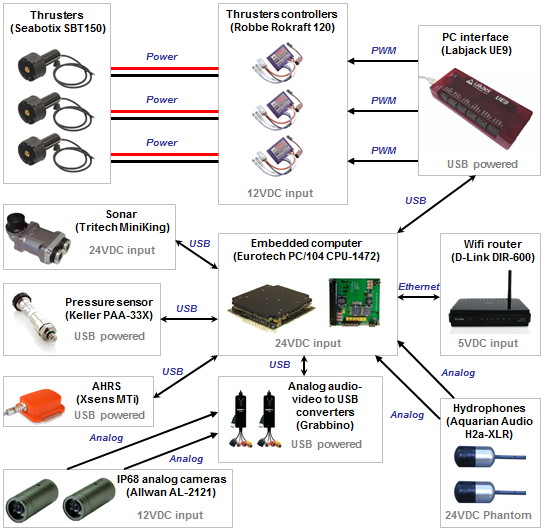 Thrusters
(Seabotix SBT150)
Power
Power
Power
Thrusters controllers
(Robbe Rokraft 120)
12VDC input
PWM
PWM
PWM
PC interface
(Labjack UE9)
LABJACK
UE9
USB powered
USB
Sonar
(Tritech MiniKing)
24VDC input
USB
Embedded computer
(Eurotech PC/104 CPU-1472)
24VDC input
Ethernet
Wifi router
(D-Link DIR-600)
5VDC input
Pressure sensor
(Keller PAA-33X)
USB powered
USB
AHRS
(Xsens MTi)
USB powered
USB
USB
Analog audio-
video to USB
converters
(Grabbino)
USB powered
Analog
Analog
Analog
Analog
Hydrophones
(Aquarian Audio
H2a-XLR)
24VDC Phantom
IP68 analog cameras
(Allwan AL-2121)
12VDC input